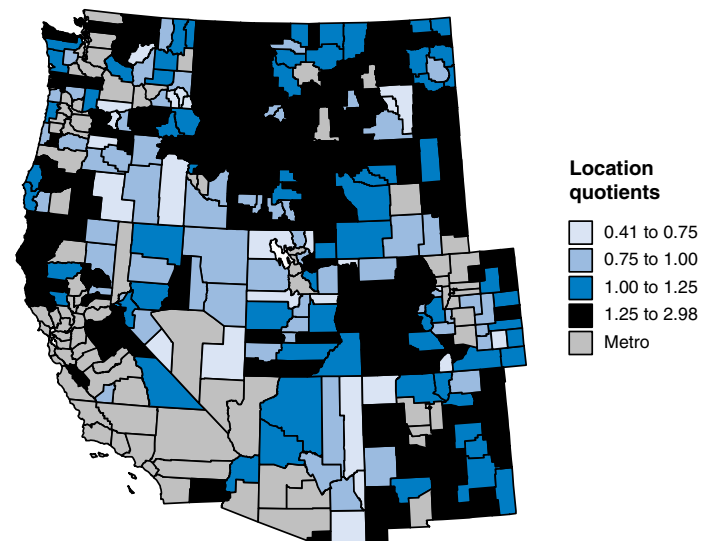 Location
quotients
0.41 to 0.75
0.75 to 1.00
1.00 to 1.25
1.25 to 2.98
Metro